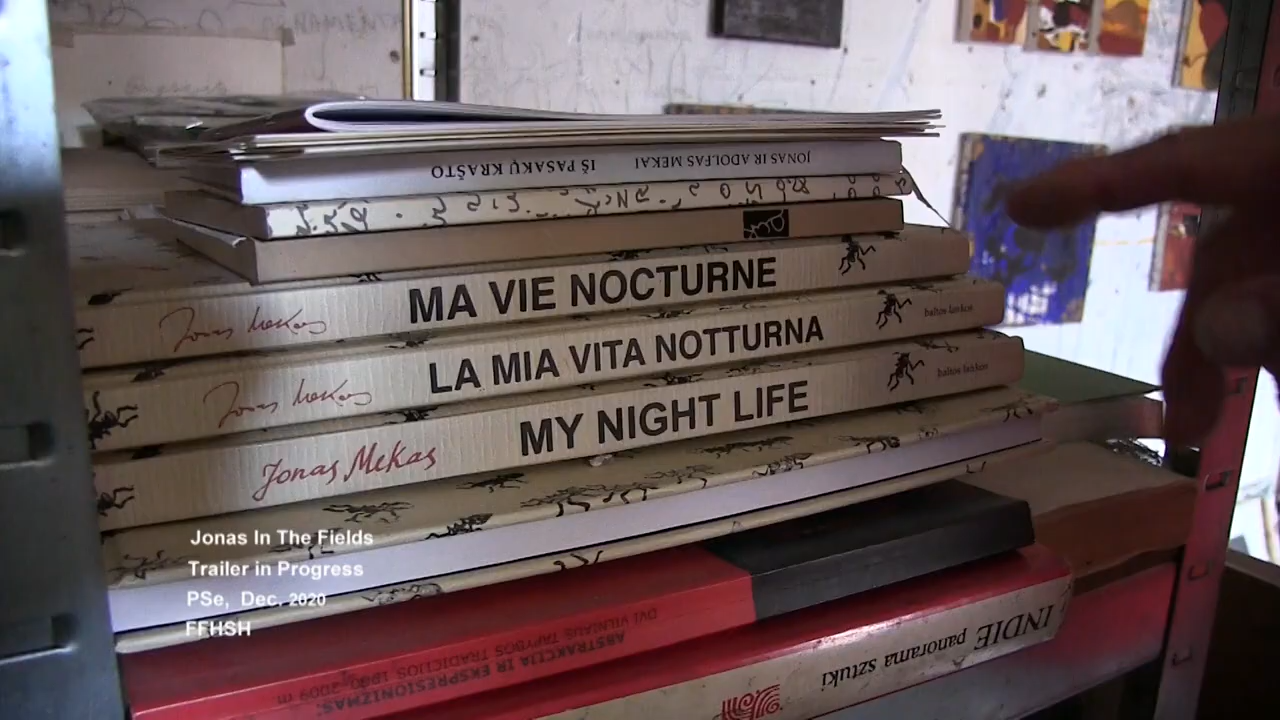 JONAS IR ADOLFAS MEKAI IŠ PASAKŲ KRAŠTO
Jonas Mekas MA VIE NOCTURNE
Jonas Mekas LA MIA VITA NOTTURNA baltos lankos
Jonas Mekas MY NIGHT LIFE baltos lankos
Jonas In The Fields
Trailer in Progress
PSe, Dec. 2020
FFHSH
ABSTRAKCIJA IR EKSPRESIONIZMAS:
DVI VILNIAUS TAPYBOS TRADICIJOS 1960-2009 m.
INDIE panorama sztuki